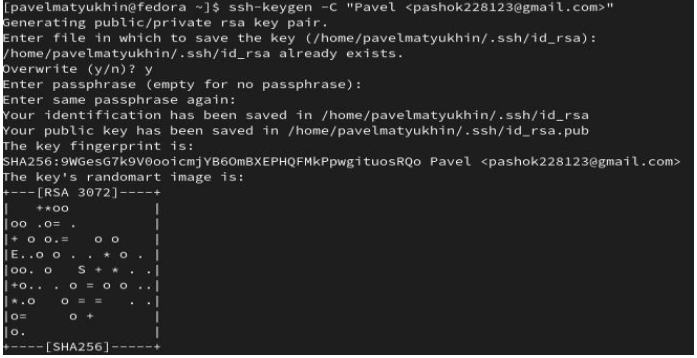 [pavelmatyukhin@fedora ~]$ ssh-keygen -C "Pavel <pashok228123@gmail.com>"
Generating public/private rsa key pair.
Enter file in which to save the key (/home/pavelmatyukhin/.ssh/id_rsa):
/home/pavelmatyukhin/.ssh/id_rsa already exists.
Overwrite (y/n)? y
Enter passphrase (empty for no passphrase):
Enter same passphrase again:
Your identification has been saved in /home/pavelmatyukhin/.ssh/id_rsa
Your public key has been saved in /home/pavelmatyukhin/.ssh/id_rsa.pub
The key fingerprint is:
SHA256:9WGesG7k9V0ooicmjYB6OmBXEPHQFMkPpwgituosRQo Pavel <pashok228123@gmail.com>
The key's randomart image is:
+---[RSA 3072]----+
|   +*oo          |
|oo .o= .         |
|+ o o.=   o o    |
|E..o o . . * o . |
|oo. o   S + * . .|
|+o.. . o = o o ..|
|*.o   o = =   . .|
|o=     o +       |
|o.               |
+----[SHA256]-----+